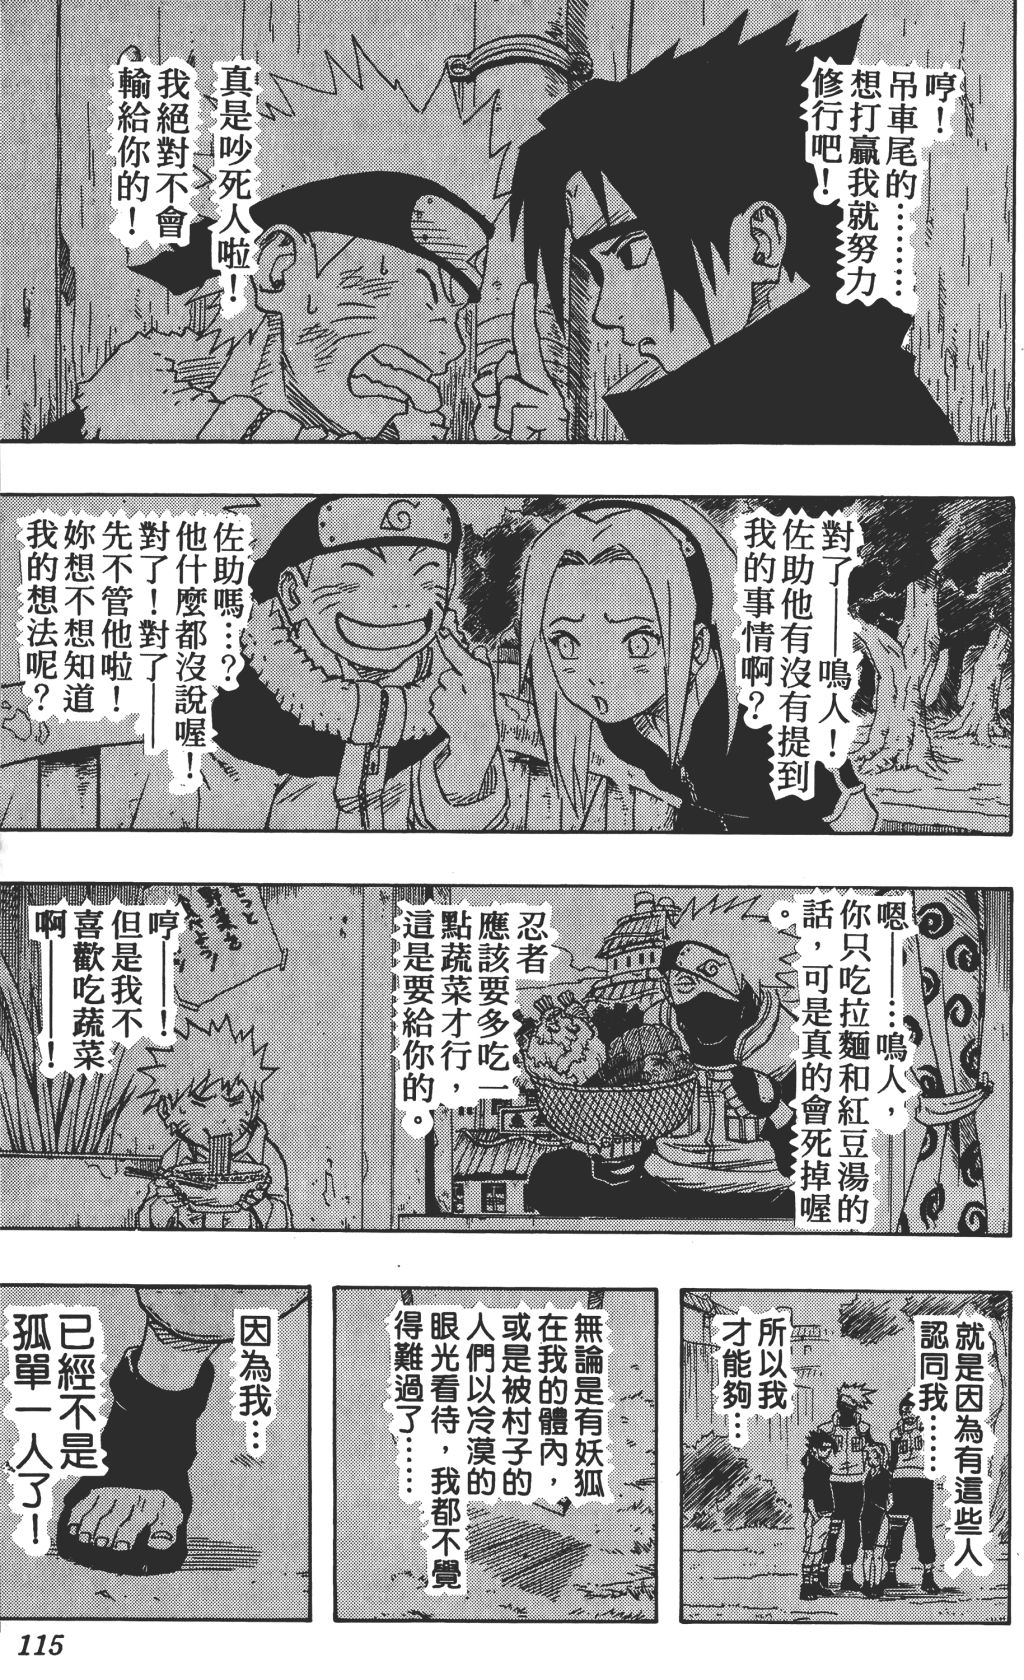 哼！
吊車尾的………
想打贏我就努力
修行吧！
真是吵死人啦！
我絕對不會
輸給你的！
對了──鳴人！
佐助他有沒有提到
我的事情啊？
佐助嗎…？
他什麼都沒說喔！
對了！對了──
先不管他啦！
妳想不想知道
我的想法呢？
嗯──…鳴人，
你只吃拉麵和紅豆湯的
話，可是真的會死掉喔
。
忍者
應該要多吃一
點蔬菜才行，
這是要給你的。
もっと
野菜を
哼──！
但是我不
喜歡吃蔬菜
啊──！
就是因為有這些人
認同我……
所以我
才能夠…
無論是有妖狐
在我的體內，
或是被村子的
人們以冷漠的
眼光看待，我都不覺
得難過了……
因為我…
已經不是
孤單一人了！
115